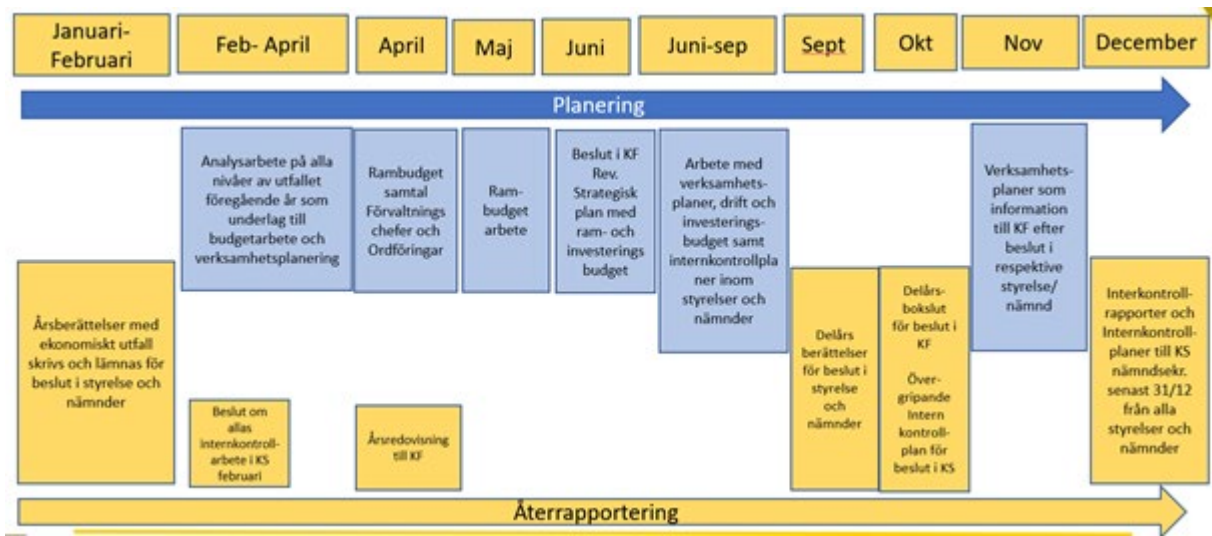 Januari-
Februari
Feb- April
April
Maj
Juni
Juni-sep
Sept
Okt
Nov
December
Planering
Analysarbete på alla
nivåer av utfallet
föregående år som
underlag till
budgetarbete och
verksamhetsplanering
Rambudget
samtal
Förvaltnings
chefer och
Ordföringar
Ram-
budget
arbete
Beslut i KF
Rev.
Strategisk
plan med
ram- och
investerings
budget
Arbete med
verksamhets-
planer, drift och
investerings-
budget samt
internkontrollpla
ner inom
styrelser och
nämnder
Verksamhets-
planer som
information
till KF efter
beslut i
respektive
styrelse/
nämnd
Årsberättelser med
ekonomiskt utfall
skrivs och lämnas för
beslut i styrelse och
nämnder
Beslut om
allas
internkontroll-
arbete i KS
februari
Årsredovisning
till KF
Delårs
berättelser
för beslut i
styrelse
och
nämnder
Delårs-
bokslut
för beslut i
KF
Över-
gripande
Intern
kontroll-
plan för
beslut i KS
Interkontroll-
rapporter och
Internkontroll-
planer till KS
nämndsekr.
senast 31/12
från alla
styrelser och
nämnder
Återrapportering